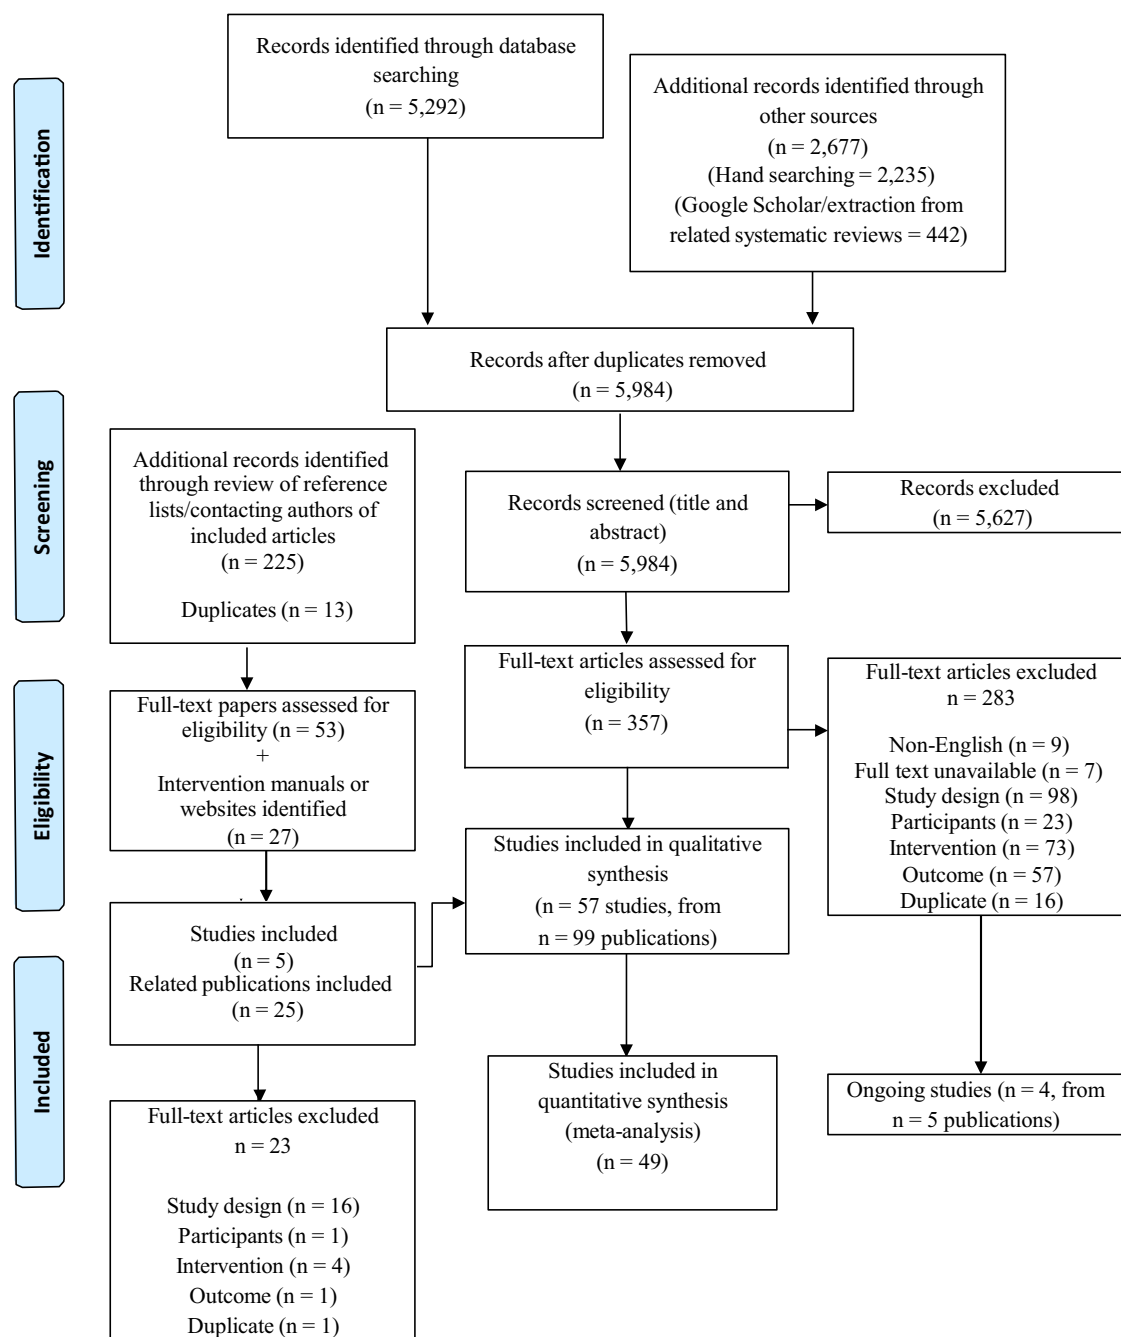 Identification
Records identified through database
searching
(n = 5,292)
Additional records identified through
other sources
(n = 2,677)
(Hand searching = 2,235)
(Google Scholar/extraction from
related systematic reviews = 442)
Records after duplicates removed
(n = 5,984)
Screening
Additional records identified
through review of reference
lists/contacting authors of
included articles
(n = 225)
Duplicates (n = 13)
Records screened (title and
abstract)
(n = 5,984)
Records excluded
(n = 5,627)
Eligibility
Full-text papers assessed for
eligibility (n = 53)
+
Intervention manuals or
websites identified
(n = 27)
Full-text articles assessed for
eligibility
(n = 357)
Full-text articles excluded
n = 283
Non-English (n = 9)
Full text unavailable (n = 7)
Study design (n = 98)
Participants (n = 23)
Intervention (n = 73)
Outcome (n = 57)
Duplicate (n = 16)
Studies included in qualitative
synthesis
(n = 57 studies, from
n = 99 publications)
Included
Studies included
(n = 5)
Related publications included
(n = 25)
Full-text articles excluded
n = 23
Study design (n = 16)
Participants (n = 1)
Intervention (n = 4)
Outcome (n = 1)
Duplicate (n = 1)
Studies included in
quantitative synthesis
(meta-analysis)
(n = 49)
Ongoing studies (n = 4, from
n = 5 publications)